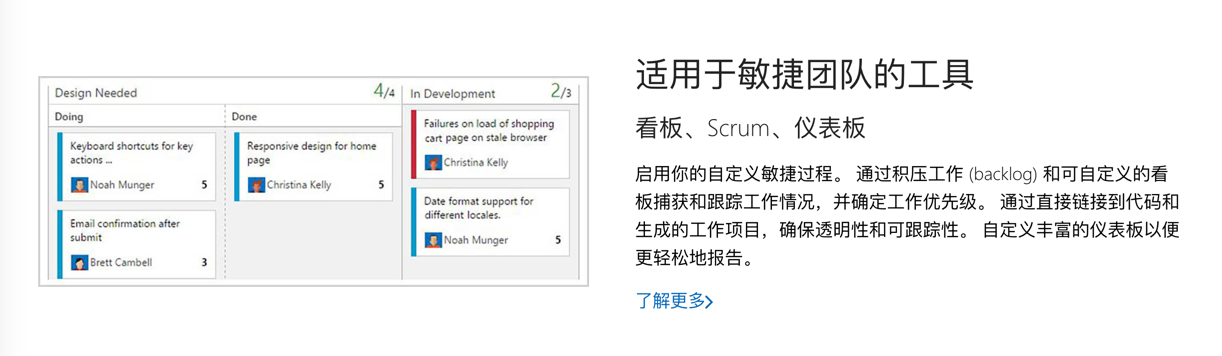 Design Needed 4/4
Doing
Keyboard shortcuts for key
actions ...
Noah Munger 5
Email confirmation after
submit
Brett Cambell 3
Done
Responsive design for home
page
Christina Kelly 5
In Development 2/3
Failures on load of shopping
cart page on stale browser
Christina Kelly
Date format support for
different locales.
Noah Munger 5
适用于敏捷团队的工具
看板、Scrum、仪表板
启用你的自定义敏捷过程。 通过积压工作 (backlog) 和可自定义的看
板捕获和跟踪工作情况，并确定工作优先级。 通过直接链接到代码和
生成的工作项目，确保透明性和可跟踪性。 自定义丰富的仪表板以便
更轻松地报告。
了解更多>